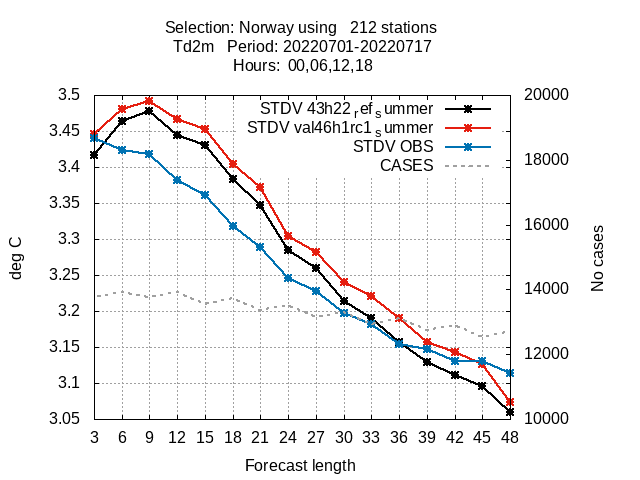 Selection: Norway using   212 stations
Td2m   Period: 20220701-20220717
Hours:  00,06,12,18
STDV 43h22ref_summer
STDV val46h1rc1_summer
STDV OBS
CASES
3.5
3.45
3.4
3.35
3.3
3.25
3.2
3.15
3.1
3.05
20000
18000
16000
14000
12000
10000
deg C
No cases
3 6 9 12 15 18 21 24 27 30 33 36 39 42 45 48
Forecast length